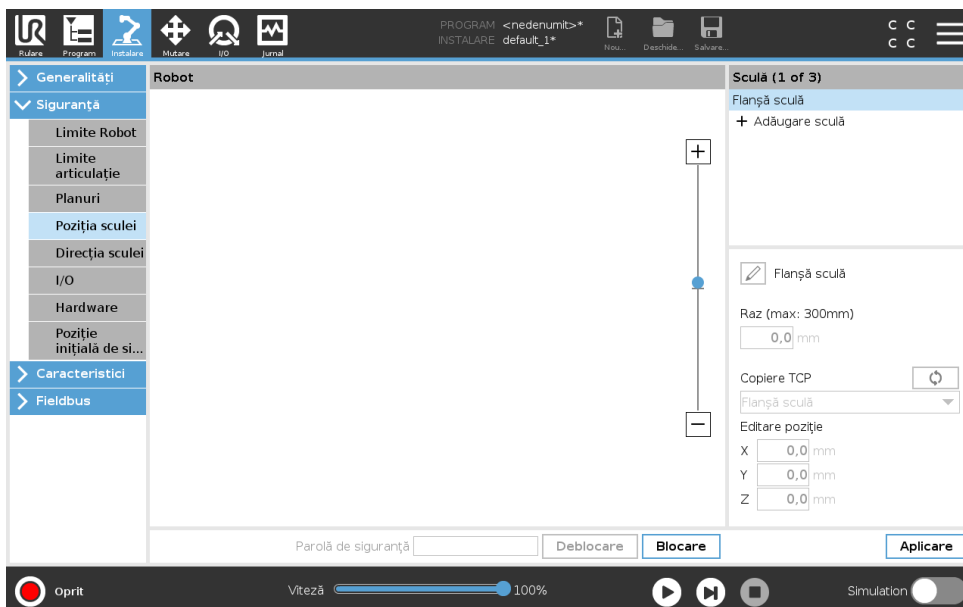 PROGRAM <nedenumit>*
INSTALARE default_1*
Rulare
Program
Instalare
Mutare
I/O
Jurnal
Nou...
Deschide...
Salvare...
C C
C C
Generalități
Siguranță
Limite Robot
Limite
articulație
Planuri
Poziția sculei
Direcția sculei
I/O
Hardware
Poziție
inițială de si...
Caracteristici
Fieldbus
Robot
Sculă (1 of 3)
Flanșă sculă
+ Adăugare sculă
Flanșă sculă
Raz (max: 300mm)
0,0 mm
Copiere TCP
Flanșă sculă
Editare poziție
X 0,0 mm
Y 0,0 mm
Z 0,0 mm
Parolă de siguranță
Deblocare
Blocare
Aplicare
Oprit
Viteză
100%
Simulation